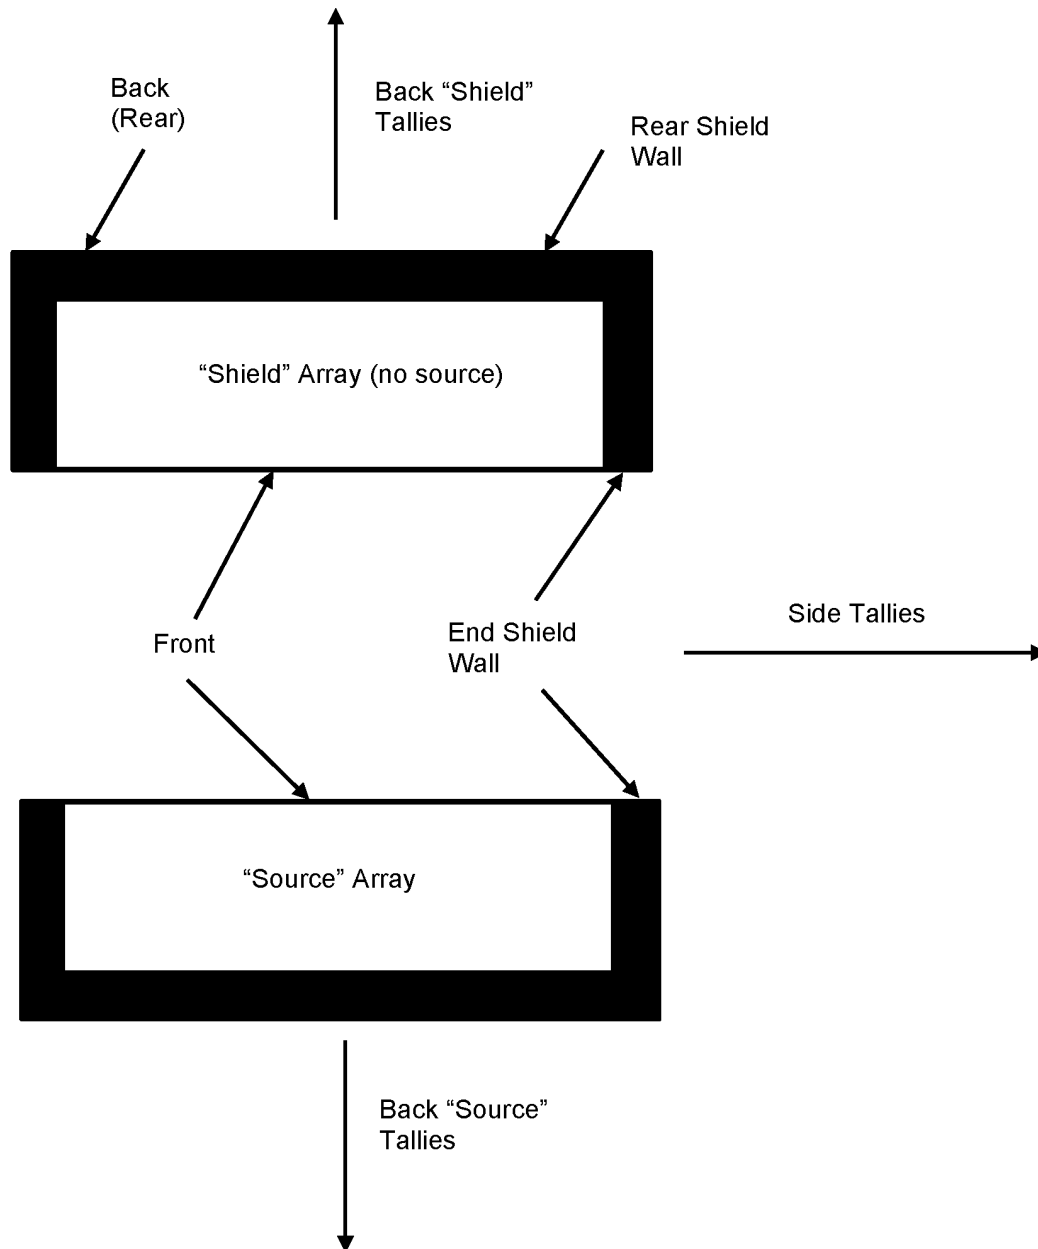 Back
(Rear)
Back “Shield”
Tallies
Rear Shield
Wall
“Shield” Array (no source)
Front
End Shield
Wall
Side Tallies
“Source” Array
Back “Source”
Tallies